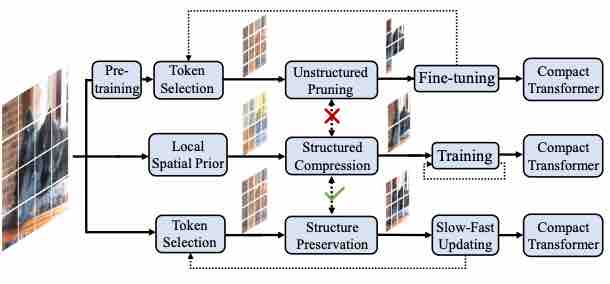 Pre-
training
Token
Selection
Unstructured
Pruning
Fine-tuning
Compact
Transformer
Local
Spatial Prior
Structured
Compression
Training
Compact
Transformer
Token
Selection
Structure
Preservation
Slow-Fast
Updating
Compact
Transformer